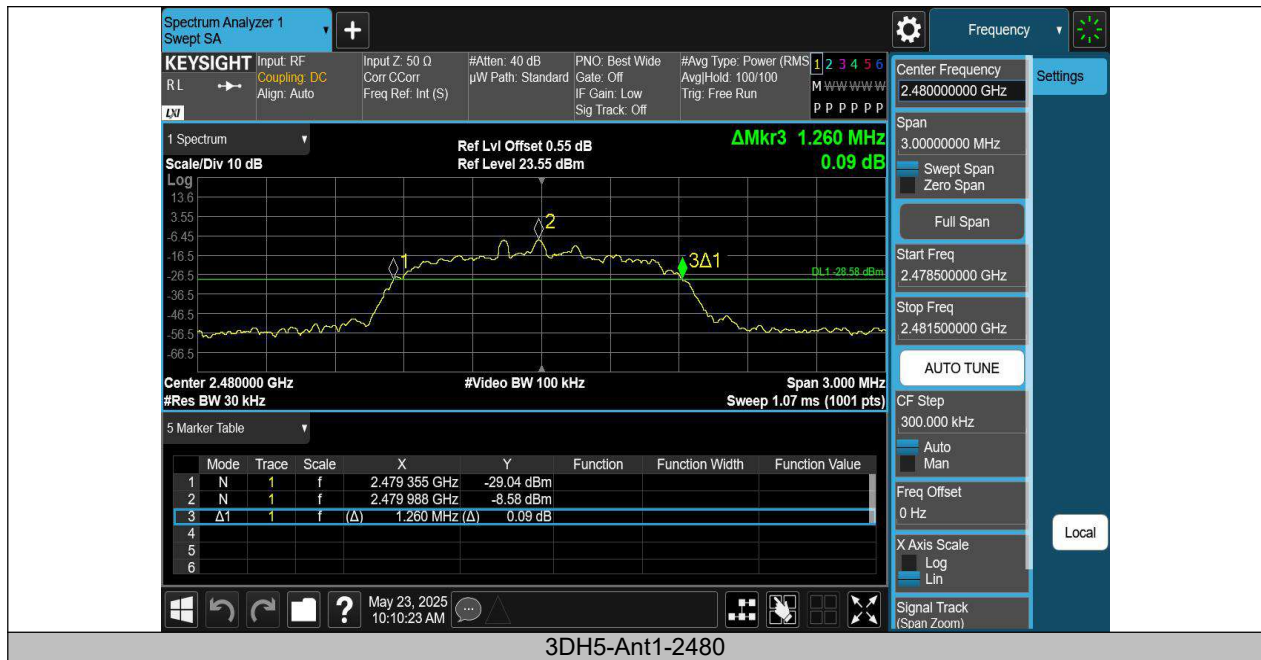 Spectrum Analyzer 1
Swept SA
Frequency
KEYSIGHT
R L
LXI
Input: RF
Coupling: DC
Align: Auto
Input Z: 50 Ω
Corr CCorr
Freq Ref: Int (S)
#Atten: 40 dB
µW Path: Standard
PNO: Best Wide
Gate: Off
IF Gain: Low
Sig Track: Off
#Avg Type: Power (RMS
Avg|Hold: 100/100
Trig: Free Run
1 2 3 4 5 6
M W W W W W
P P P P P P
1 Spectrum
Scale/Div 10 dB
Ref Lvl Offset 0.55 dB
Ref Level 23.55 dBm
ΔMkr3 1.260 MHz
0.09 dB
Log
13.6
3.55
-6.45
-16.5
-26.5
-36.5
-46.5
-56.5
-66.5
1
2
3Δ1
DL1 -28.58 dBm
Center 2.480000 GHz
#Res BW 30 kHz
#Video BW 100 kHz
Span 3.000 MHz
Sweep 1.07 ms (1001 pts)
5 Marker Table
Mode Trace Scale X Y Function Function Width Function Value
1 N 1 f 2.479 355 GHz -29.04 dBm
2 N 1 f 2.479 988 GHz -8.58 dBm
3 Δ1 1 f (Δ) 1.260 MHz (Δ) 0.09 dB
4
5
6
May 23, 2025
10:10:23 AM
?
Center Frequency
2.480000000 GHz
Settings
Span
3.00000000 MHz
Swept Span
Zero Span
Full Span
Start Freq
2.478500000 GHz
Stop Freq
2.481500000 GHz
AUTO TUNE
CF Step
300.000 kHz
Auto
Man
Freq Offset
0 Hz
Local
X Axis Scale
Log
Lin
Signal Track
(Span Zoom)
3DH5-Ant1-2480